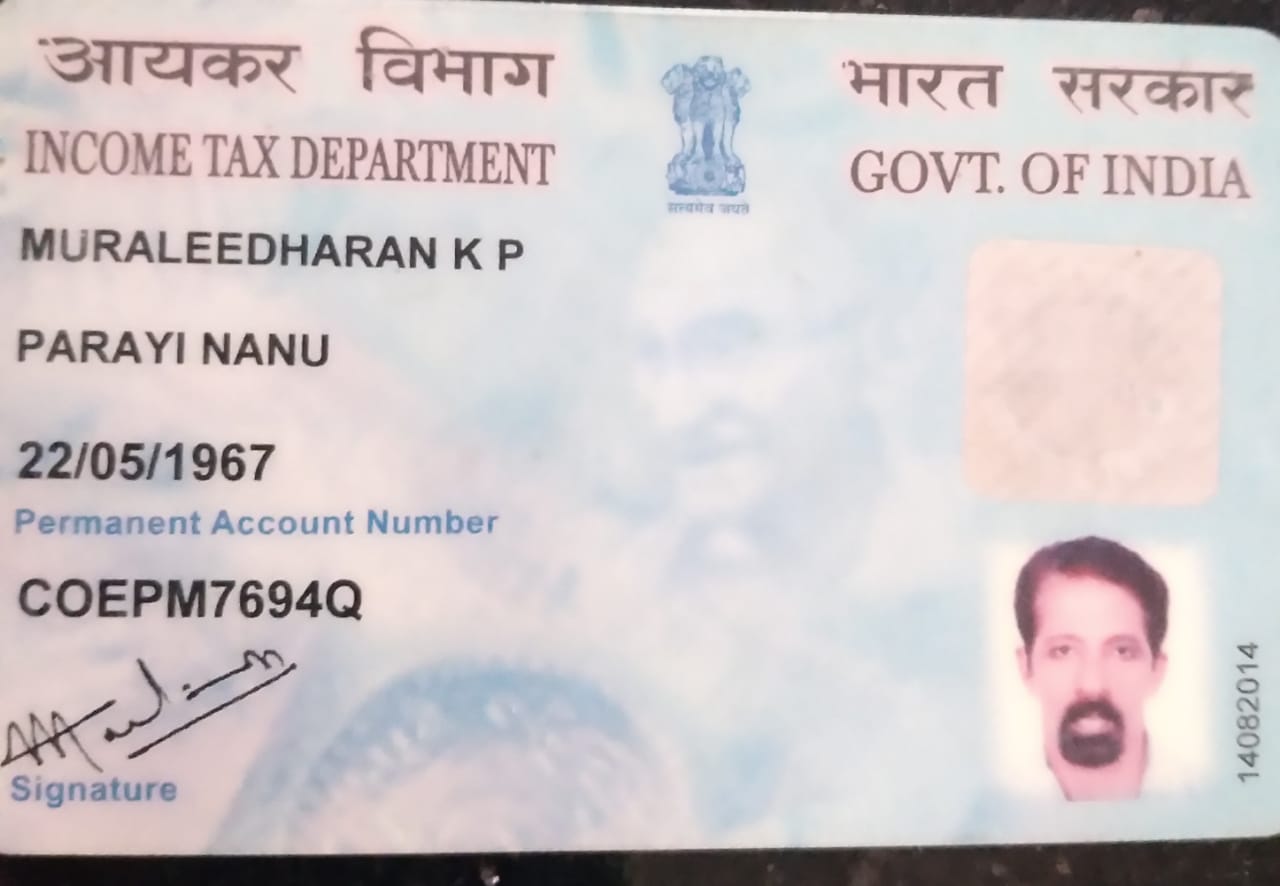 आयकर विभाग
INCOME TAX DEPARTMENT
सत्यमेव जयते
भारत सरकार
GOVT. OF INDIA
MURALEEDHARAN K P
PARAYI NANU
22/05/1967
Permanent Account Number
COEPM7694Q
Signature
14082014